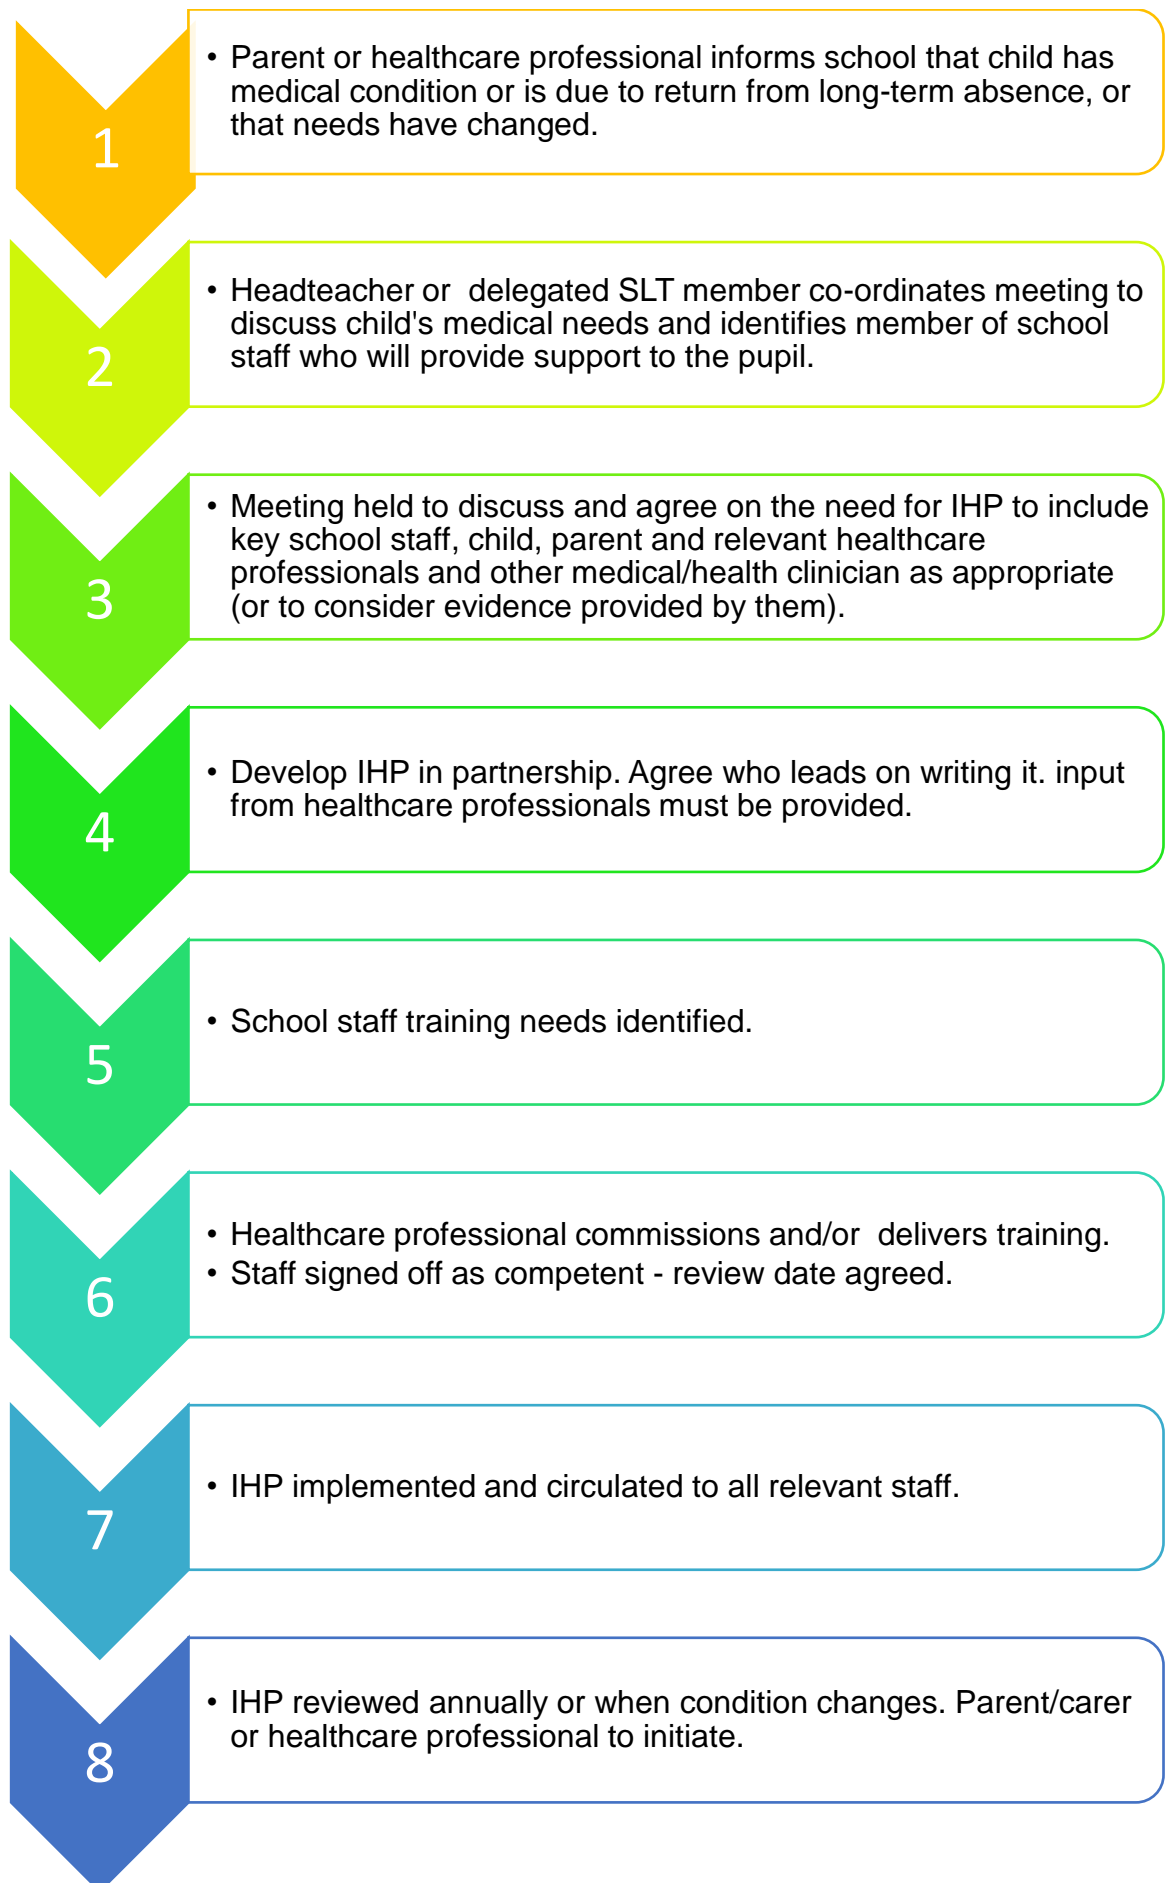 1
• Parent or healthcare professional informs school that child has
medical condition or is due to return from long-term absence, or
that needs have changed.
2
• Headteacher or  delegated SLT member co-ordinates meeting to
discuss child's medical needs and identifies member of school
staff who will provide support to the pupil.
3
• Meeting held to discuss and agree on the need for IHP to include
key school staff, child, parent and relevant healthcare
professionals and other medical/health clinician as appropriate
(or to consider evidence provided by them).
4
• Develop IHP in partnership. Agree who leads on writing it. input
from healthcare professionals must be provided.
5
• School staff training needs identified.
6
• Healthcare professional commissions and/or  delivers training.
• Staff signed off as competent - review date agreed.
7
• IHP implemented and circulated to all relevant staff.
8
• IHP reviewed annually or when condition changes. Parent/carer
or healthcare professional to initiate.